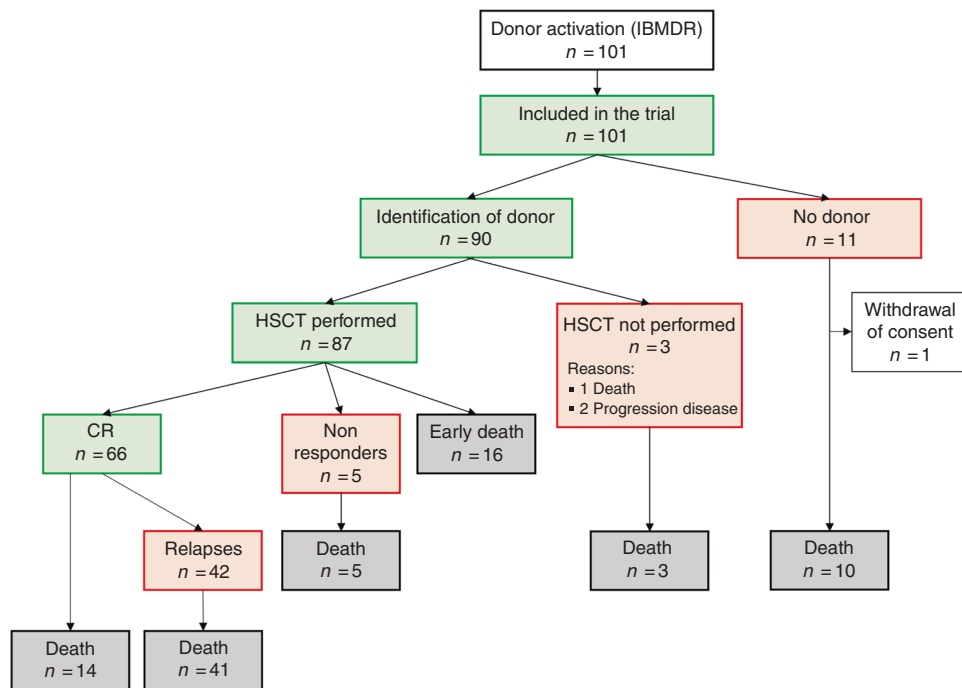 Donor activation (IBMDR)
n = 101
Included in the trial
n = 101
Identification of donor
n = 90
No donor
n = 11
Withdrawal
of consent
n = 1
HSCT performed
n = 87
HSCT not performed
n = 3
Reasons:
▪ 1 Death
▪ 2 Progression disease
CR
n = 66
Non
responders
n = 5
Early death
n = 16
Relapses
n = 42
Death
n = 5
Death
n = 3
Death
n = 10
Death
n = 14
Death
n = 41